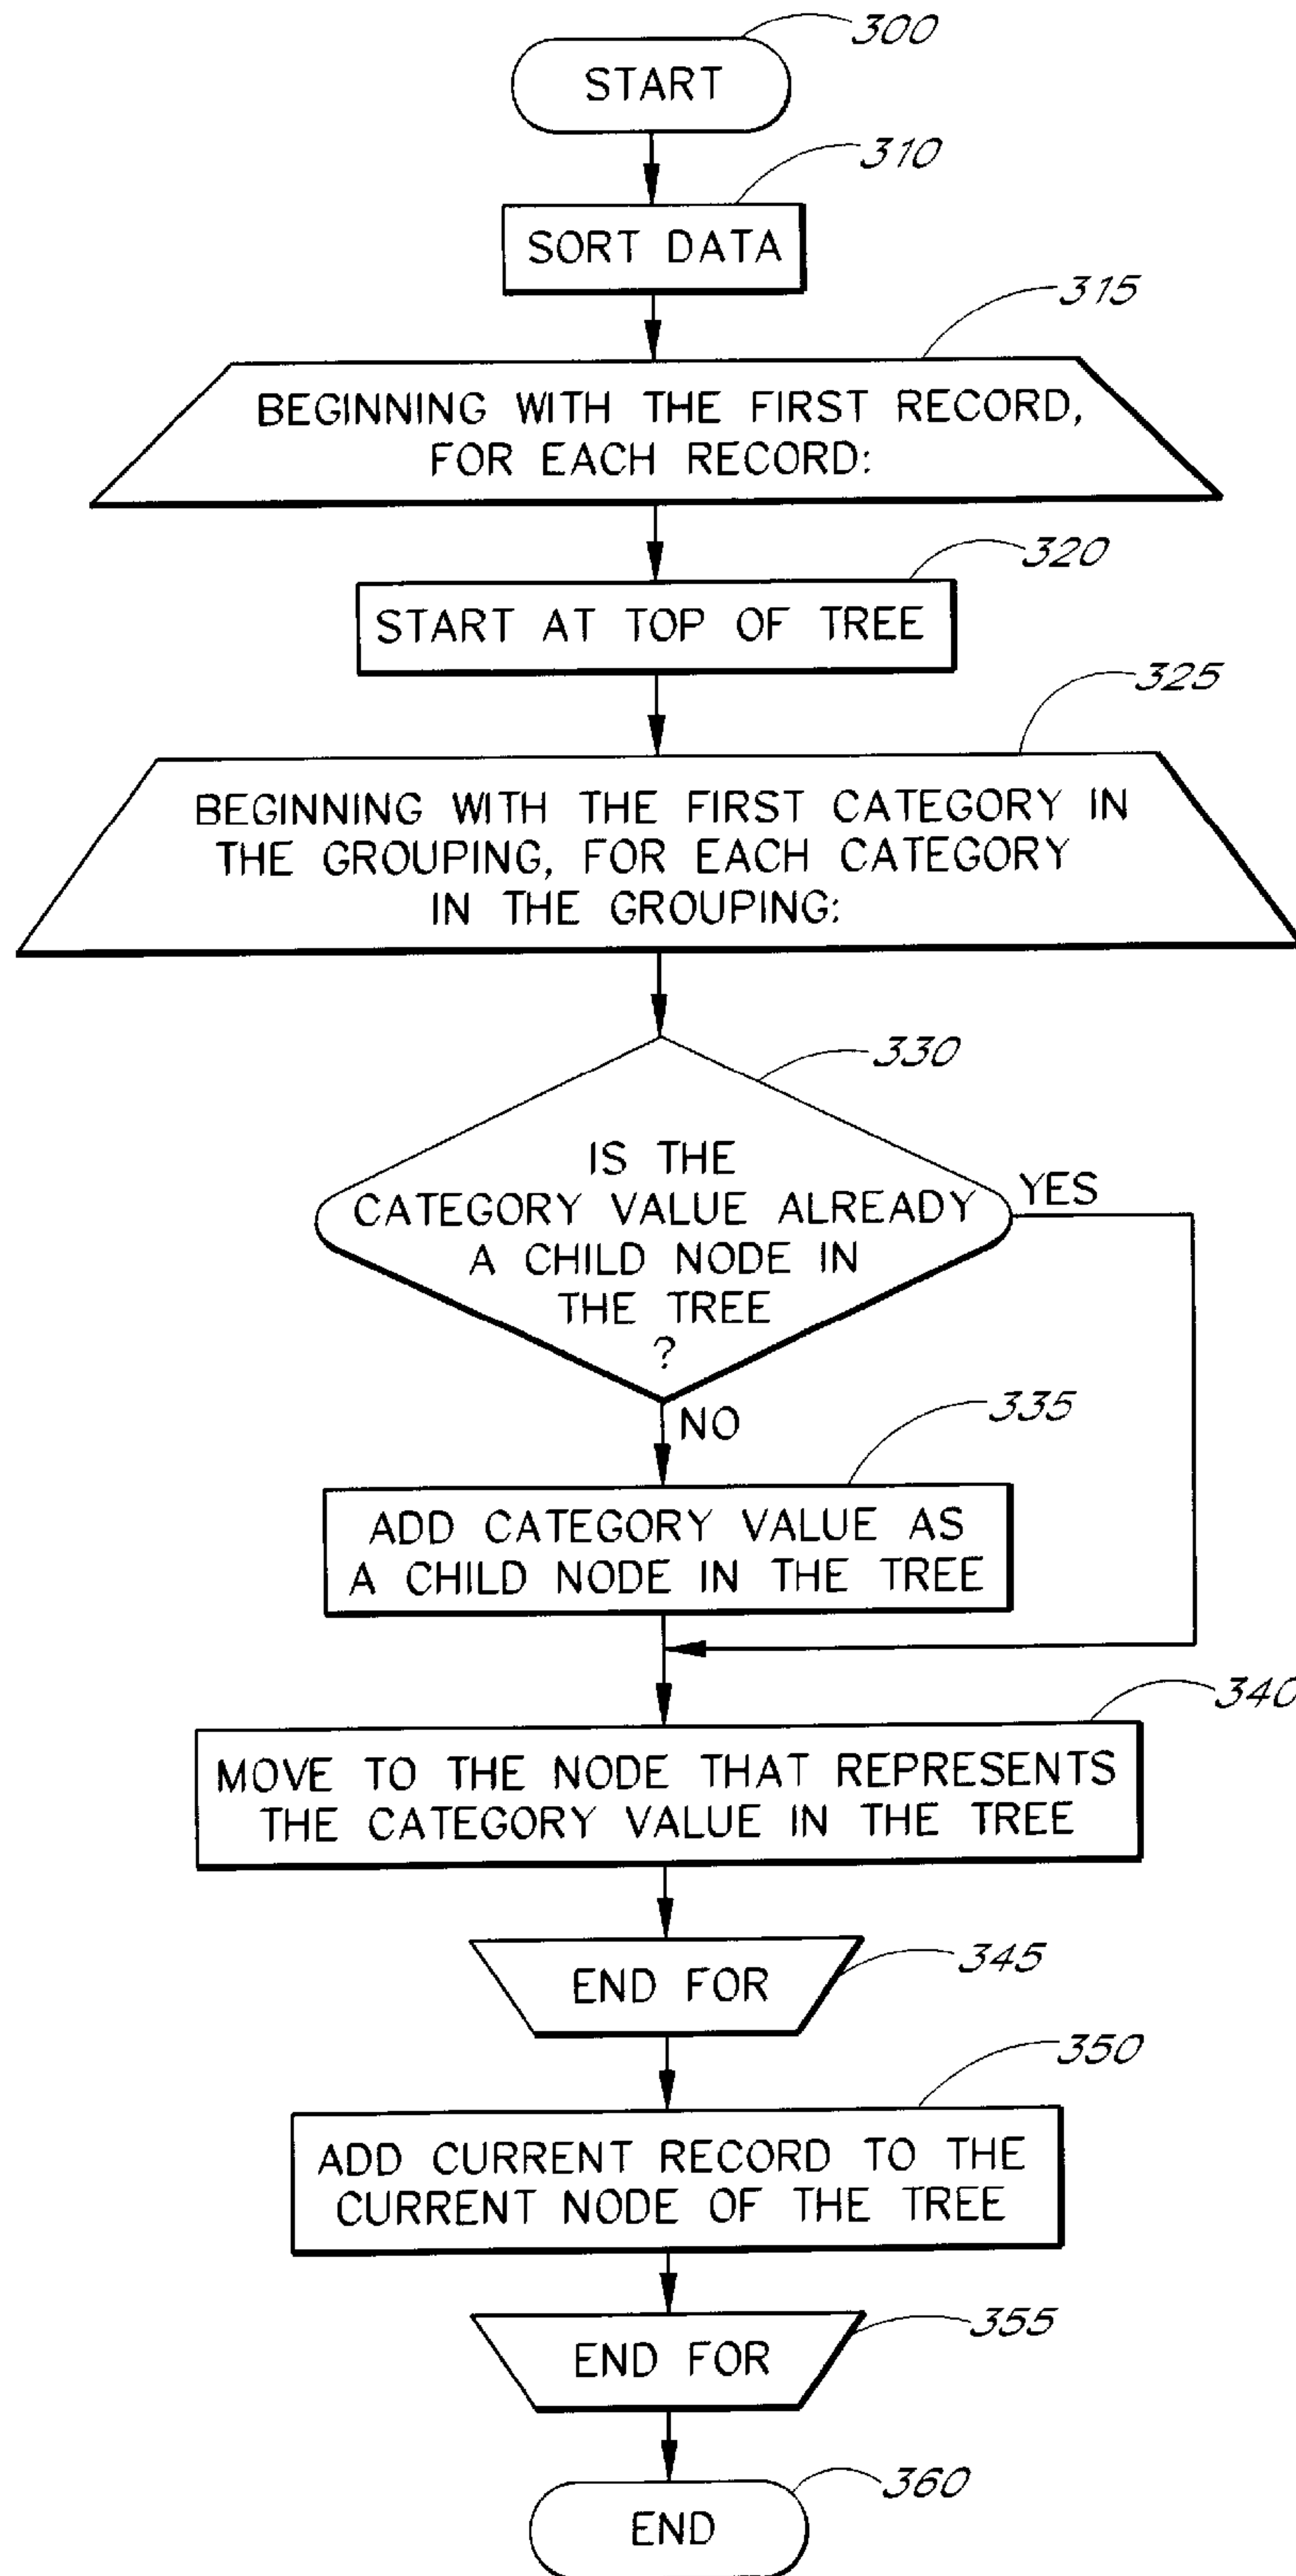 300
START
310
SORT DATA
315
BEGINNING WITH THE FIRST RECORD,
FOR EACH RECORD:
320
START AT TOP OF TREE
325
BEGINNING WITH THE FIRST CATEGORY IN
THE GROUPING, FOR EACH CATEGORY
IN THE GROUPING:
330
IS THE
CATEGORY VALUE ALREADY
A CHILD NODE IN
THE TREE
?
YES
NO
335
ADD CATEGORY VALUE AS
A CHILD NODE IN THE TREE
340
MOVE TO THE NODE THAT REPRESENTS
THE CATEGORY VALUE IN THE TREE
345
END FOR
350
ADD CURRENT RECORD TO THE
CURRENT NODE OF THE TREE
355
END FOR
360
END